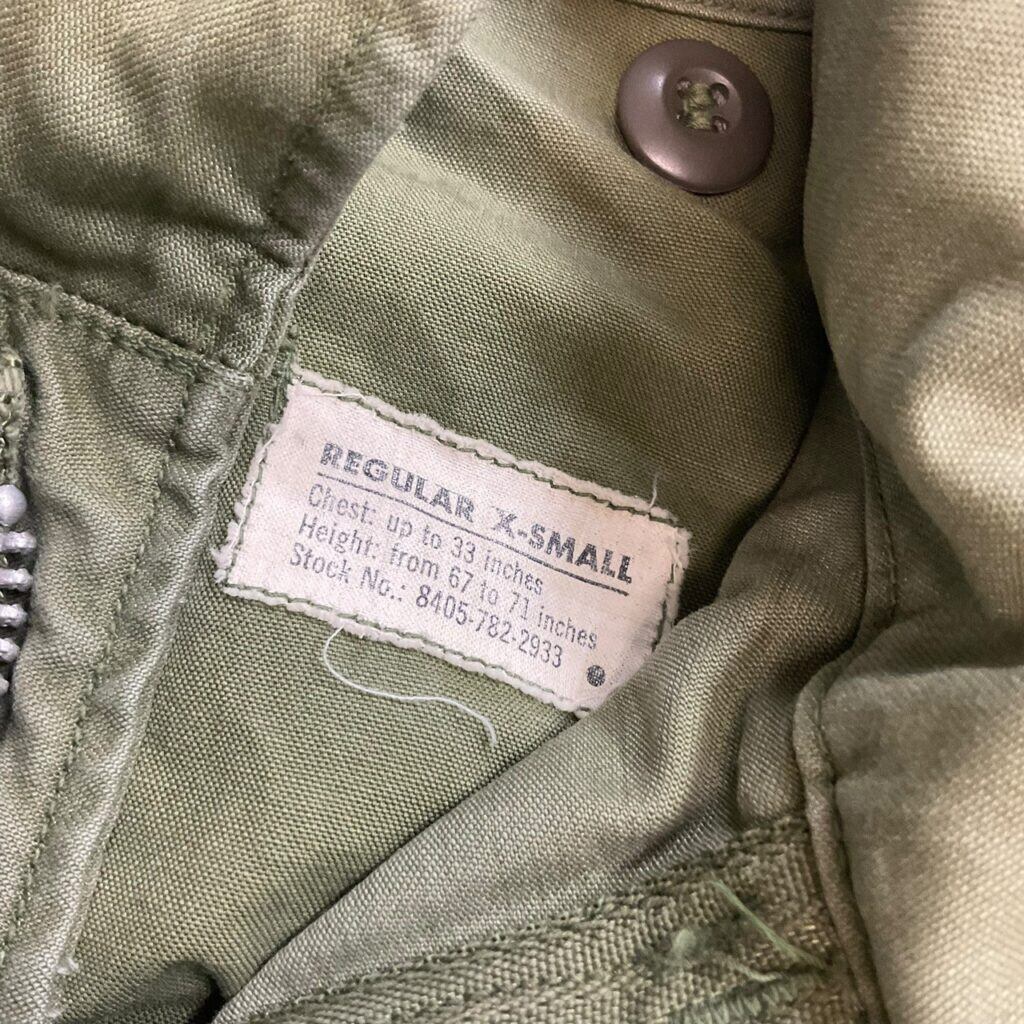 REGULAR X-SMALL
Chest: up to 33 inches
Height: from 67 to 71 inches
Stock No.: 8405-782-2933